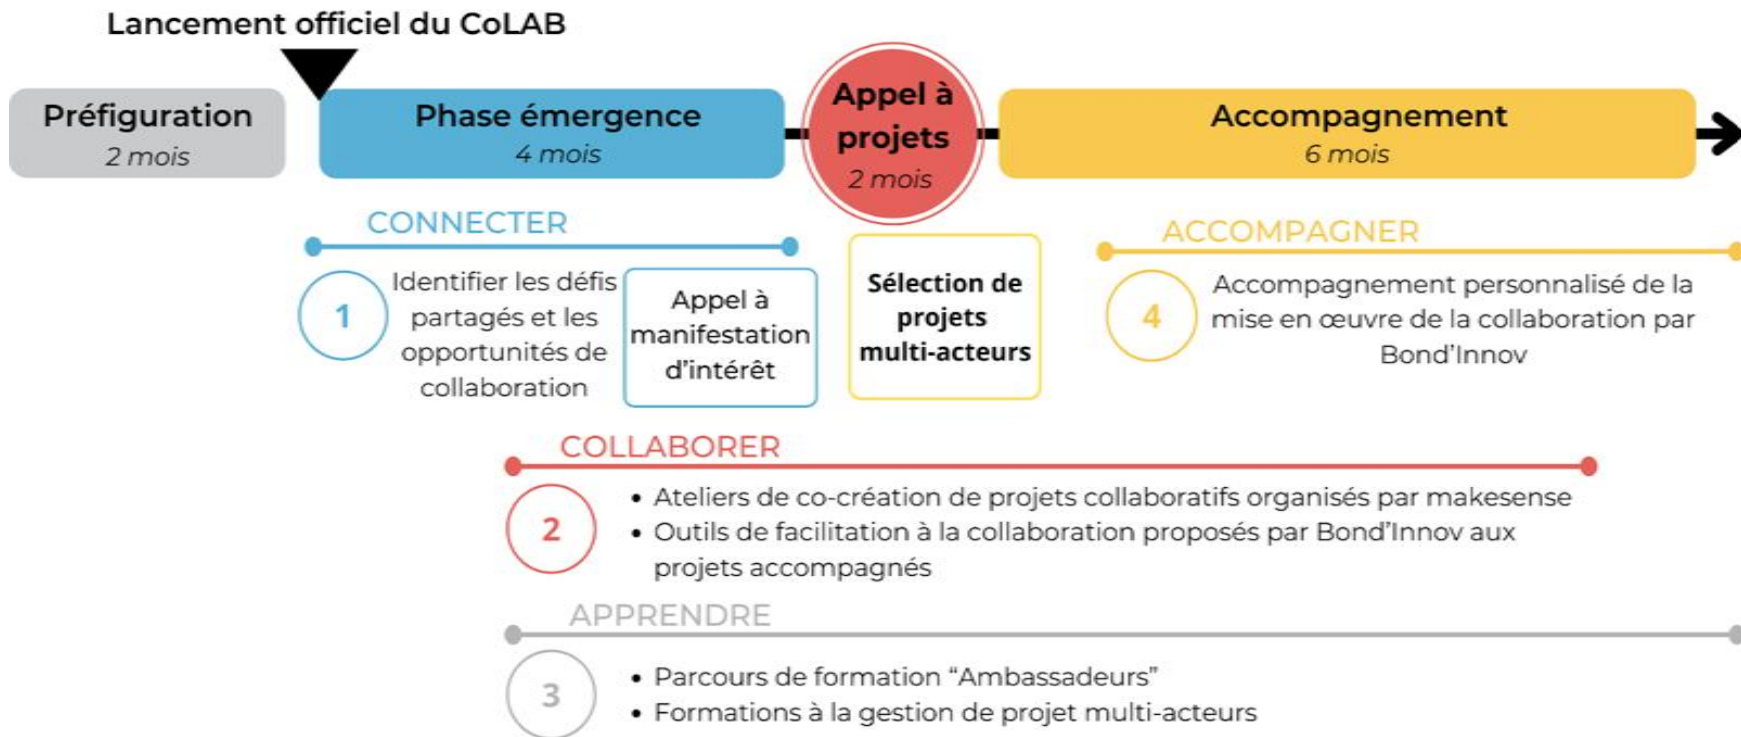 Lancement officiel du CoLAB
Préfiguration
2 mois
Phase émergence
4 mois
Appel à
projets
2 mois
Accompagnement
6 mois
CONNECTER
1
Identifier les défis
partagés et les
opportunités de
collaboration
Appel à
manifestation
d'intérêt
Sélection de
projets
multi-acteurs
ACCOMPAGNER
4
Accompagnement personnalisé de la
mise en œuvre de la collaboration par
Bond'Innov
COLLABORER
2
• Ateliers de co-création de projets collaboratifs organisés par makesense
• Outils de facilitation à la collaboration proposés par Bond'Innov aux
projets accompagnés
APPRENDRE
3
• Parcours de formation “Ambassadeurs”
• Formations à la gestion de projet multi-acteurs